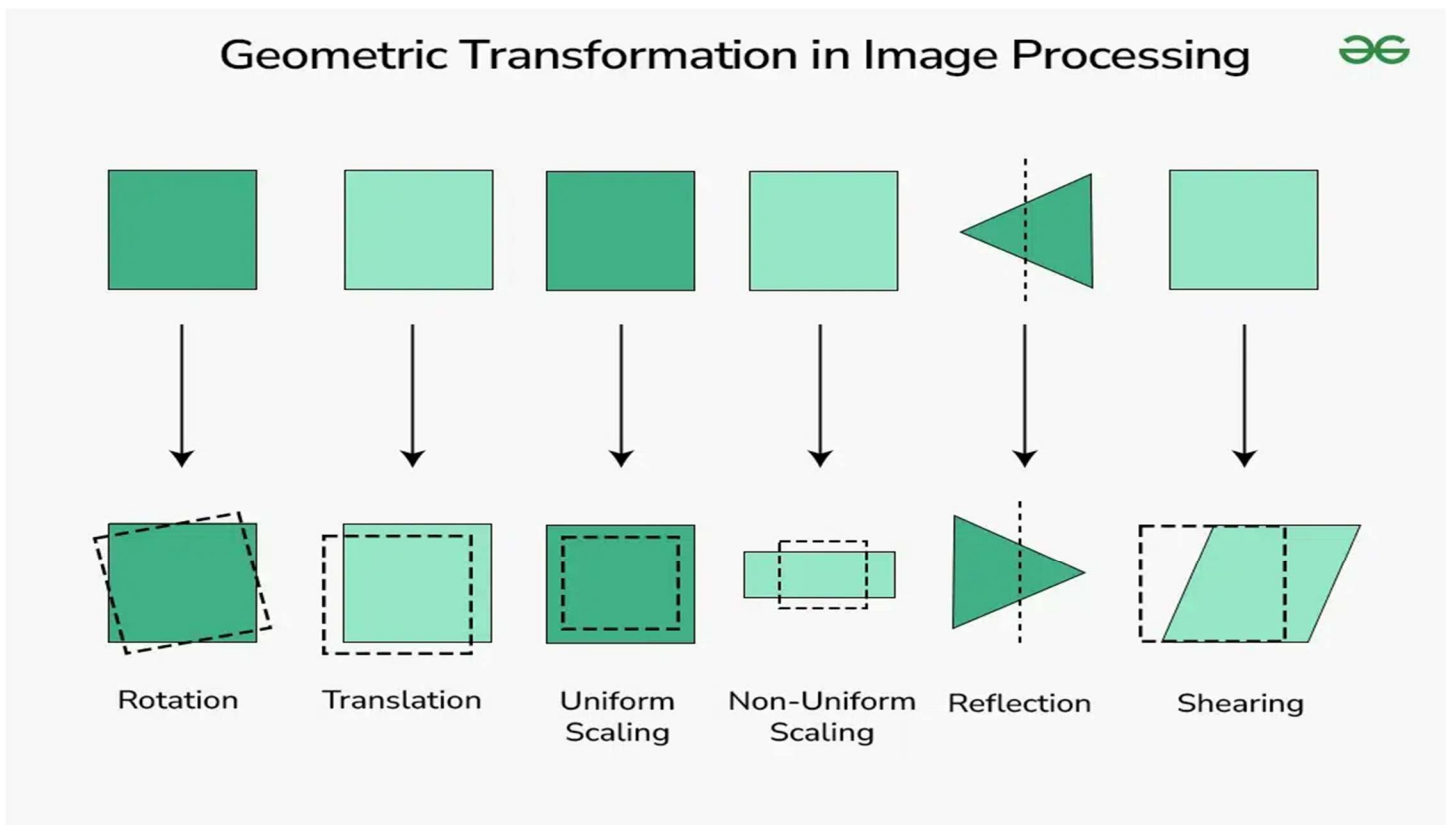 Geometric Transformation in Image Processing
Rotation
Translation
Uniform
Scaling
Non-Uniform
Scaling
Reflection
Shearing